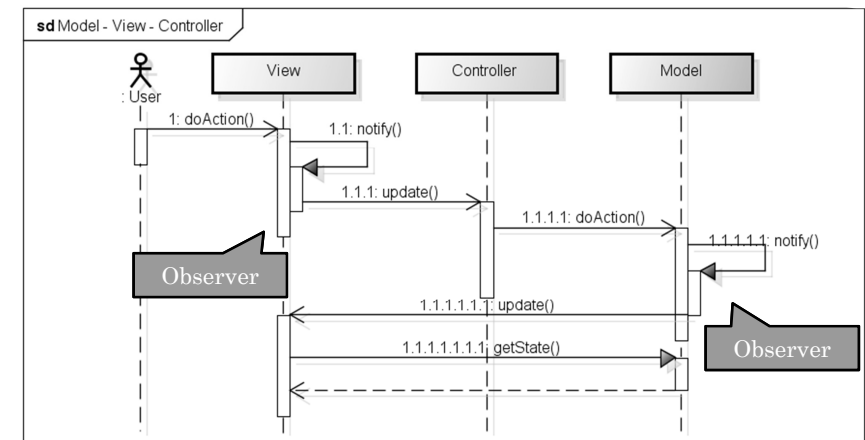 sd Model - View - Controller
View
Controller
Model
: User
1: doAction()
1.1: notify()
1.1.1: update()
1.1.1.1: doAction()
1.1.1.1.1: notify()
Observer
1.1.1.1.1.1: update()
Observer
1.1.1.1.1.1.1: getState()